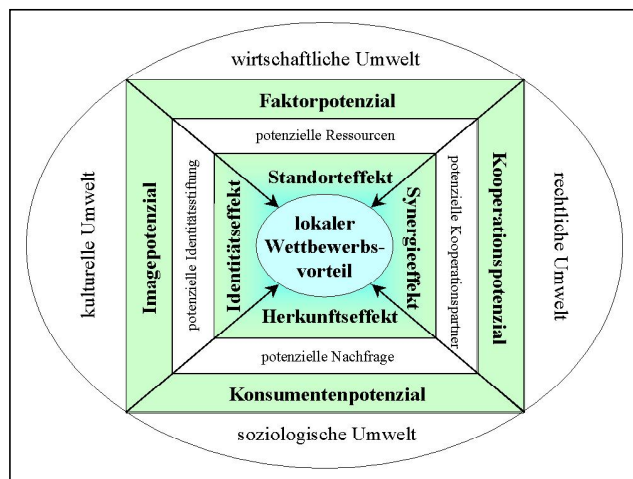 wirtschaftliche Umwelt
Faktorpotenzial
potenzielle Ressourcen
Standorteffekt
kulturelle Umwelt
Imagepotenzial
potenzielle Identitätsstiftung
Identitätseffekt
lokaler
Wettbewerbs-
vorteil
Synergieeffekt
potenzielle Kooperationspartner
Kooperationspotenzial
rechtliche Umwelt
Herkunftseffekt
potenzielle Nachfrage
Konsumentenpotenzial
soziologische Umwelt